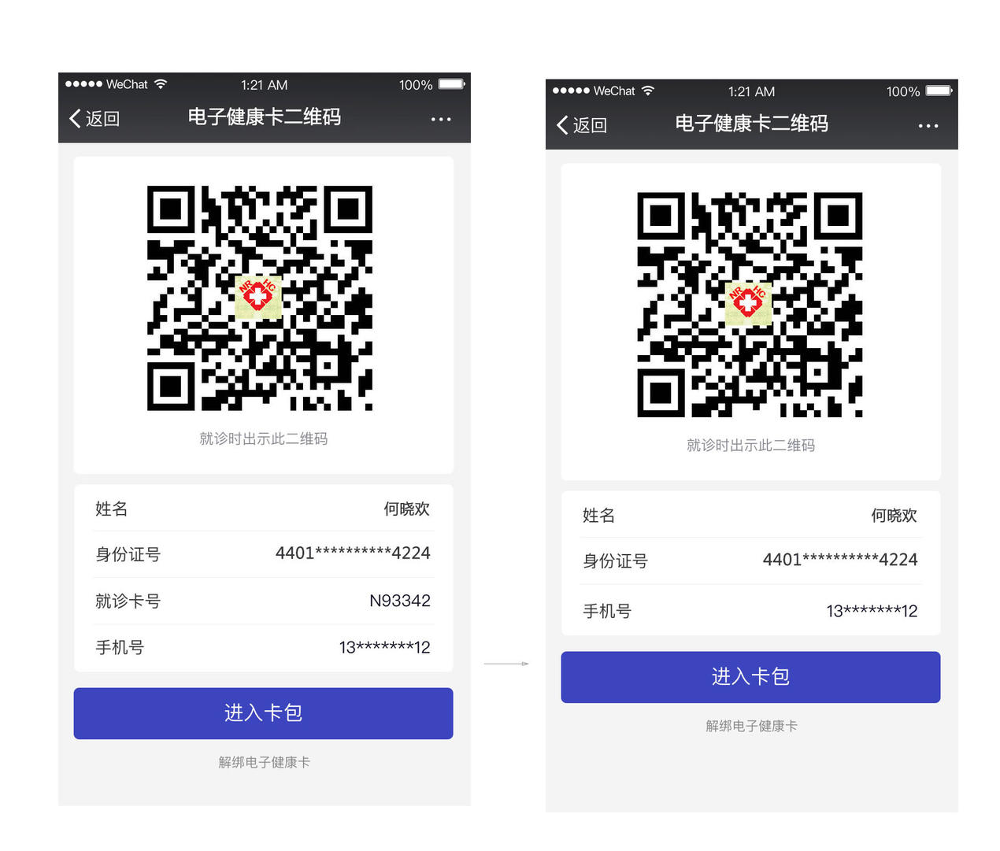 ●●●●● WeChat 1:21 AM 100%
返回 电子健康卡二维码 ···
NR HC
就诊时出示此二维码
姓名 何晓欢
身份证号 4401**********4224
就诊卡号 N93342
手机号 13*******12
进入卡包
解绑电子健康卡
●●●●● WeChat 1:21 AM 100%
返回 电子健康卡二维码 ···
NR HC
就诊时出示此二维码
姓名 何晓欢
身份证号 4401**********4224
手机号 13*******12
进入卡包
解绑电子健康卡